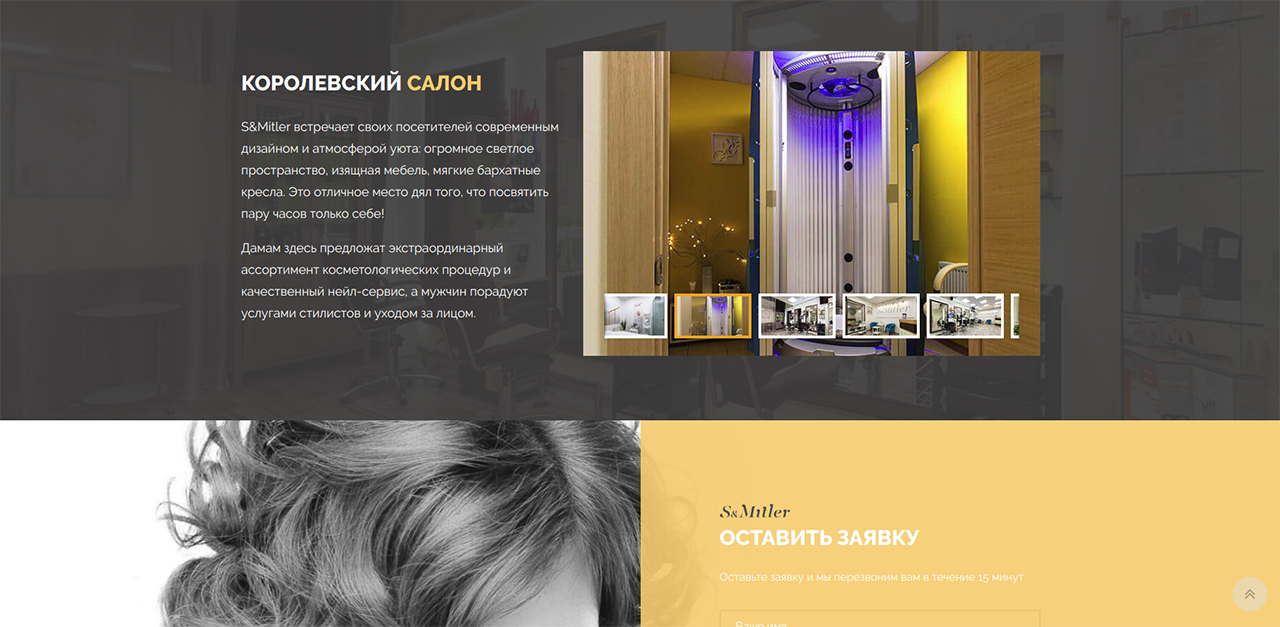 КОРОЛЕВСКИЙ САЛОН
S&Mitler встречает своих посетителей современным
дизайном и атмосферой уюта: огромное светлое
пространство, изящная мебель, мягкие бархатные
кресла. Это отличное место дял того, что посвятить
пару часов только себе!
Дамам здесь предложат экстраординарный
ассортимент косметологических процедур и
качественный нейл-сервис, а мужчин порадуют
услугами стилистов и уходом за лицом.
S&Mitler
S&Mitler
ОСТАВИТЬ ЗАЯВКУ
Оставьте заявку и мы перезвоним вам в течение 15 минут
Ваше имя